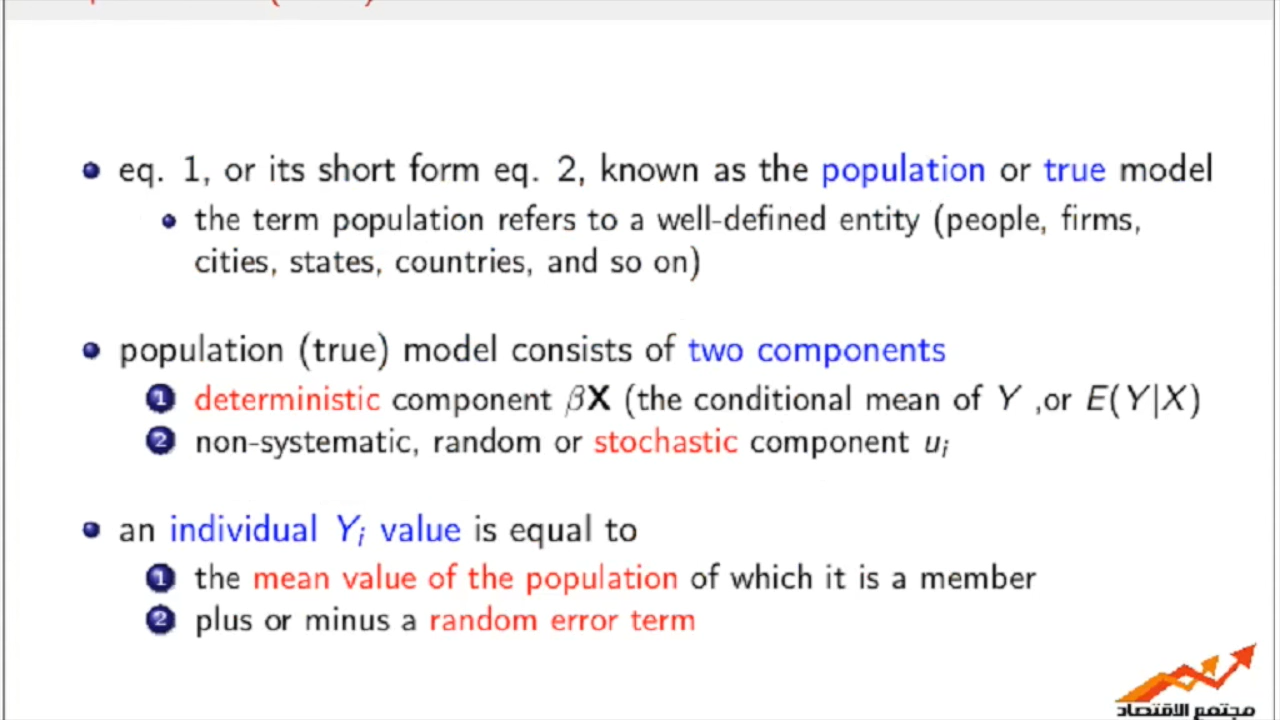 eq. 1, or its short form eq. 2, known as the population or true model
the term population refers to a well-defined entity (people, firms,
cities, states, countries, and so on)
population (true) model consists of two components
1 deterministic component βX (the conditional mean of Y ,or E(Y|X)
2 non-systematic, random or stochastic component uᵢ
an individual Yᵢ value is equal to
1 the mean value of the population of which it is a member
2 plus or minus a random error term
مجتمع الاقتصاد